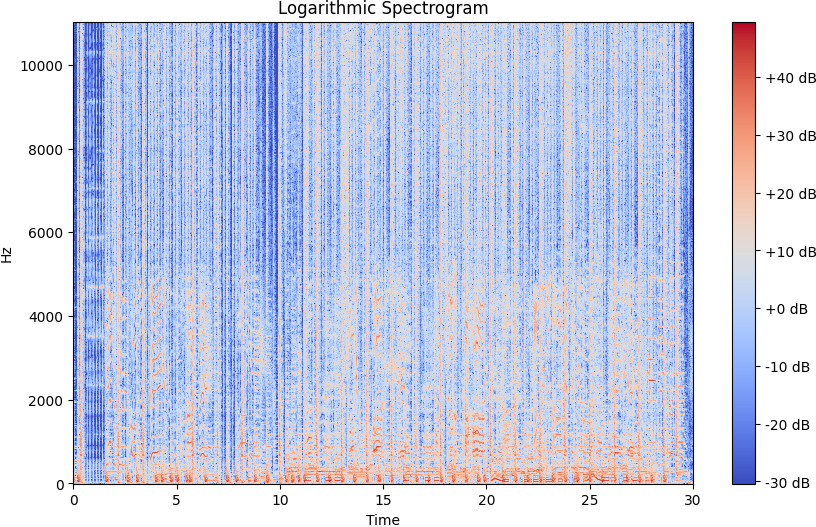 Logarithmic Spectrogram
10000
8000
6000
4000
2000
0
Hz
0 5 10 15 20 25 30
Time
+40 dB
+30 dB
+20 dB
+10 dB
+0 dB
-10 dB
-20 dB
-30 dB